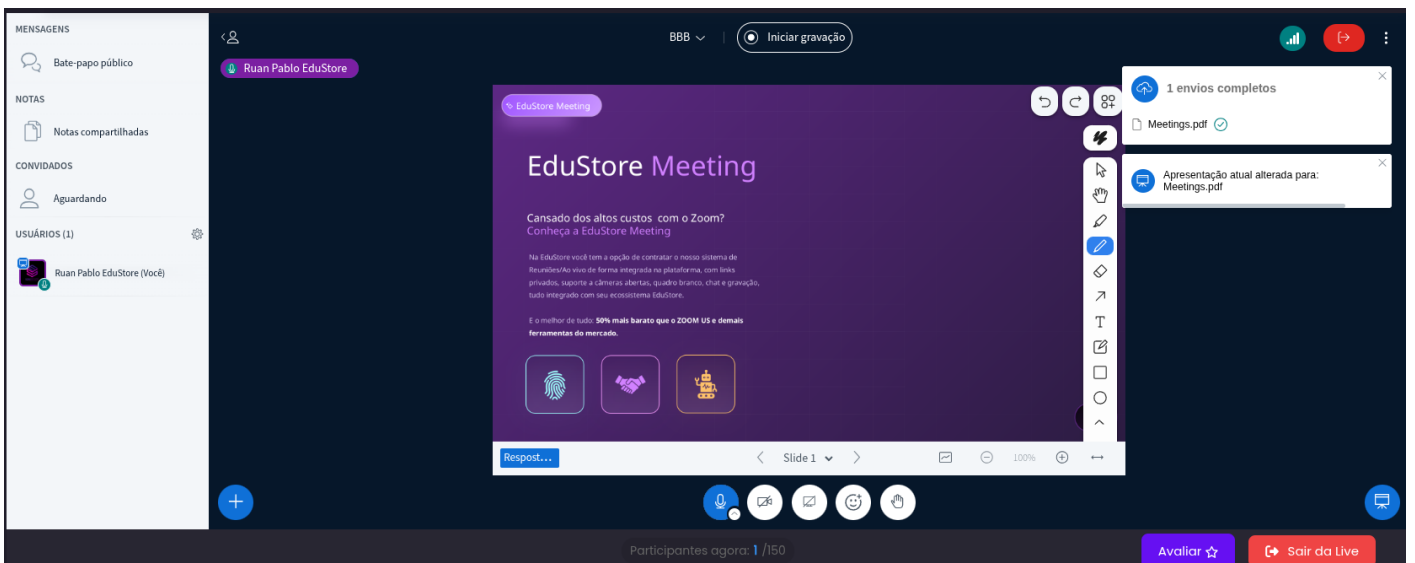 MENSAGENS
Bate-papo público
NOTAS
Notas compartilhadas
CONVIDADOS
Aguardando
USUÁRIOS (1)
Ruan Pablo EduStore (Você)
BBB
Iniciar gravação
Ruan Pablo EduStore
EduStore Meeting
EduStore Meeting
Cansado dos altos custos com o Zoom?
Conheça a EduStore Meeting
Na EduStore você tem a opção de contratar o nosso sistema de
Reuniões/Ao vivo de forma integrada na plataforma, com links
privados, suporte a câmeras abertas, quadro branco, chat e gravação,
tudo integrado com seu ecossistema EduStore.
E o melhor de tudo: 50% mais barato que o ZOOM US e demais
ferramentas do mercado.
T
Respost...
Slide 1
100%
1 envios completos
Meetings.pdf
Apresentação atual alterada para:
Meetings.pdf
Participantes agora: 1 /150
Avaliar
Sair da Live